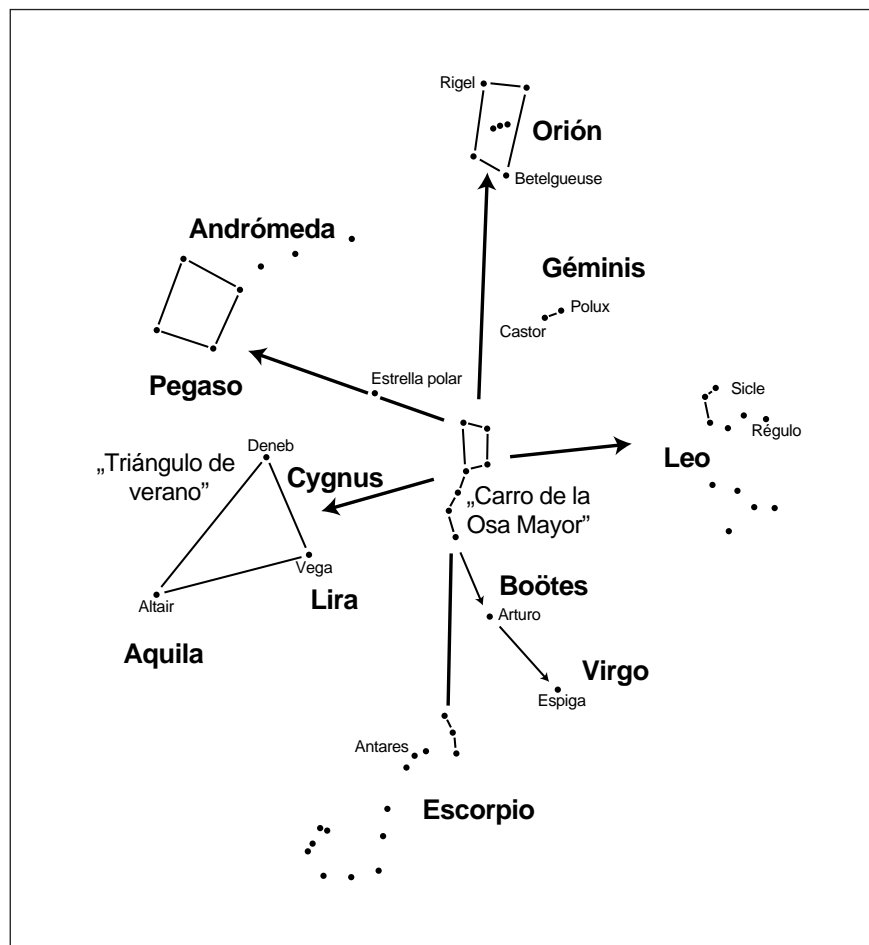 Rigel
Orión
Betelgueuse
Andrómeda
Géminis
Polux
Castor
Estrella polar
Pegaso
Sicle
Régulo
Leo
Deneb
„Triángulo de
verano”
Cygnus
„Carro de la
Osa Mayor”
Vega
Lira
Altair
Aquila
Boötes
Arturo
Virgo
Espiga
Antares
Escorpio